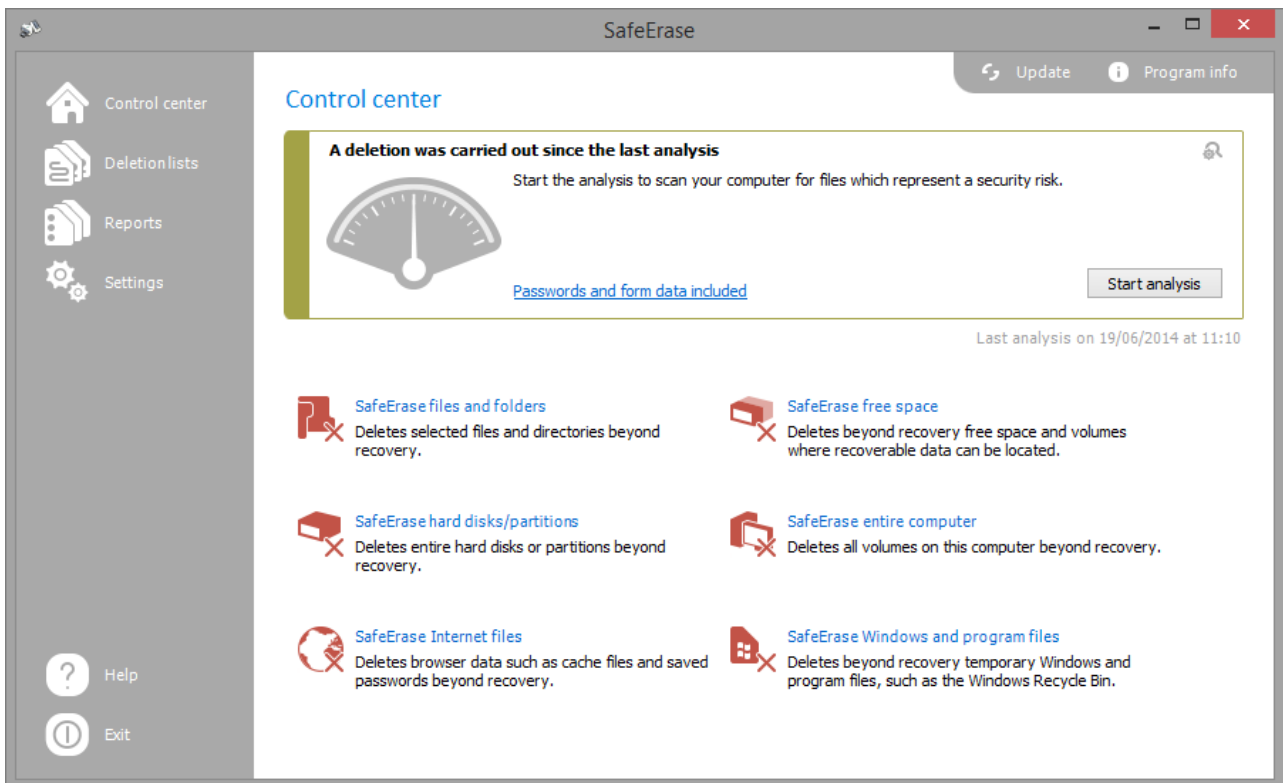 SafeErase
Update
Program info
Control center
Deletion lists
Reports
Settings
Help
Exit
Control center
A deletion was carried out since the last analysis
Start the analysis to scan your computer for files which represent a security risk.
Passwords and form data included
Start analysis
Last analysis on 19/06/2014 at 11:10
SafeErase files and folders
Deletes selected files and directories beyond
recovery.
SafeErase free space
Deletes beyond recovery free space and volumes
where recoverable data can be located.
SafeErase hard disks/partitions
Deletes entire hard disks or partitions beyond
recovery.
SafeErase entire computer
Deletes all volumes on this computer beyond recovery.
SafeErase Internet files
Deletes browser data such as cache files and saved
passwords beyond recovery.
SafeErase Windows and program files
Deletes beyond recovery temporary Windows and
program files, such as the Windows Recycle Bin.